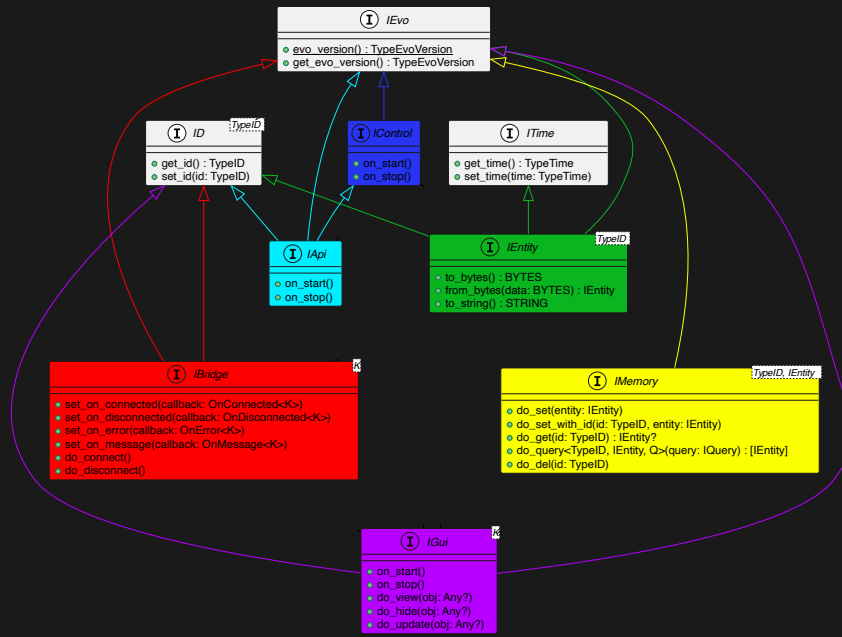 I IEvo
evo_version() : TypeEvoVersion
get_evo_version() : TypeEvoVersion
I ID
TypeID
get_id() : TypeID
set_id(id: TypeID)
I IControl
on_start()
on_stop()
I ITime
get_time() : TypeTime
set_time(time: TypeTime)
I IApi
on_start()
on_stop()
I IEntity
TypeID
to_bytes() : BYTES
from_bytes(data: BYTES) : IEntity
to_string() : STRING
I IBridge
K
set_on_connected(callback: OnConnected<K>)
set_on_disconnected(callback: OnDisconnected<K>)
set_on_error(callback: OnError<K>)
set_on_message(callback: OnMessage<K>)
do_connect()
do_disconnect()
I IMemory
TypeID, IEntity
do_set(entity: IEntity)
do_set_with_id(id: TypeID, entity: IEntity)
do_get(id: TypeID) : IEntity?
do_query<TypeID, IEntity, Q>(query: IQuery) : [IEntity]
do_del(id: TypeID)
I IGui
K
on_start()
on_stop()
do_view(obj: Any?)
do_hide(obj: Any?)
do_update(obj: Any?)